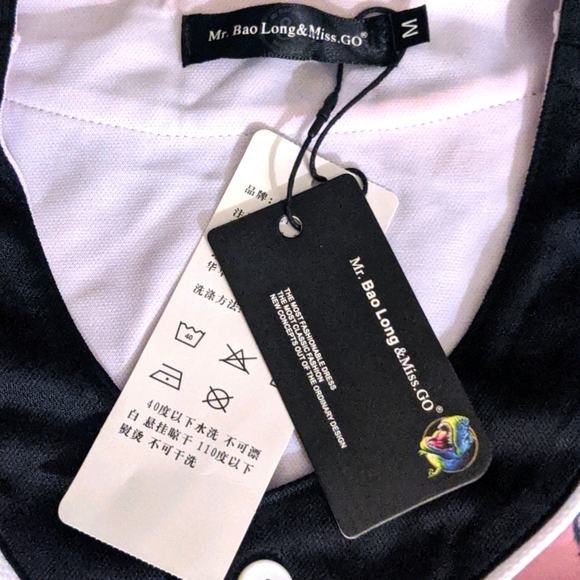 Mr. Bao Long&Miss.GO®
M
品牌:
注
华
洗涤方法:
40
40度以下水洗 不可漂
白 悬挂晾干 110度以下
熨烫 不可干洗
Mr. Bao Long &Miss.GO®
THE MOST FASHIONABLE DRESS
THE MOST CLASSIC FASHION
NEW CONCEPTS OUT OF THE ORDINARY DESIGN